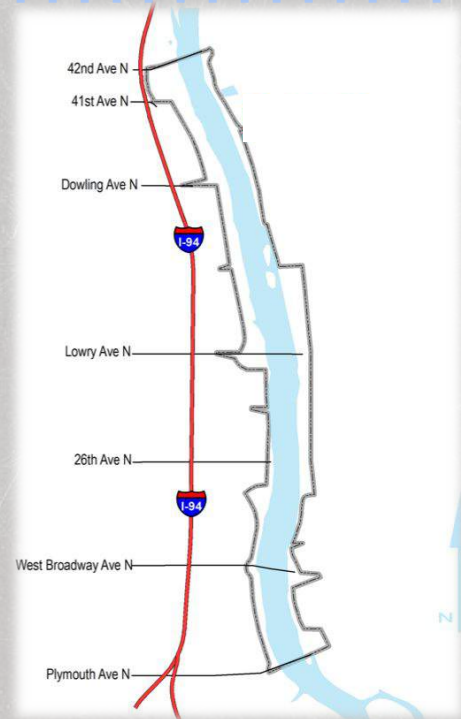 42nd Ave N
41st Ave N
Dowling Ave N
I-94
Lowry Ave N
26th Ave N
I-94
West Broadway Ave N
N
Plymouth Ave N